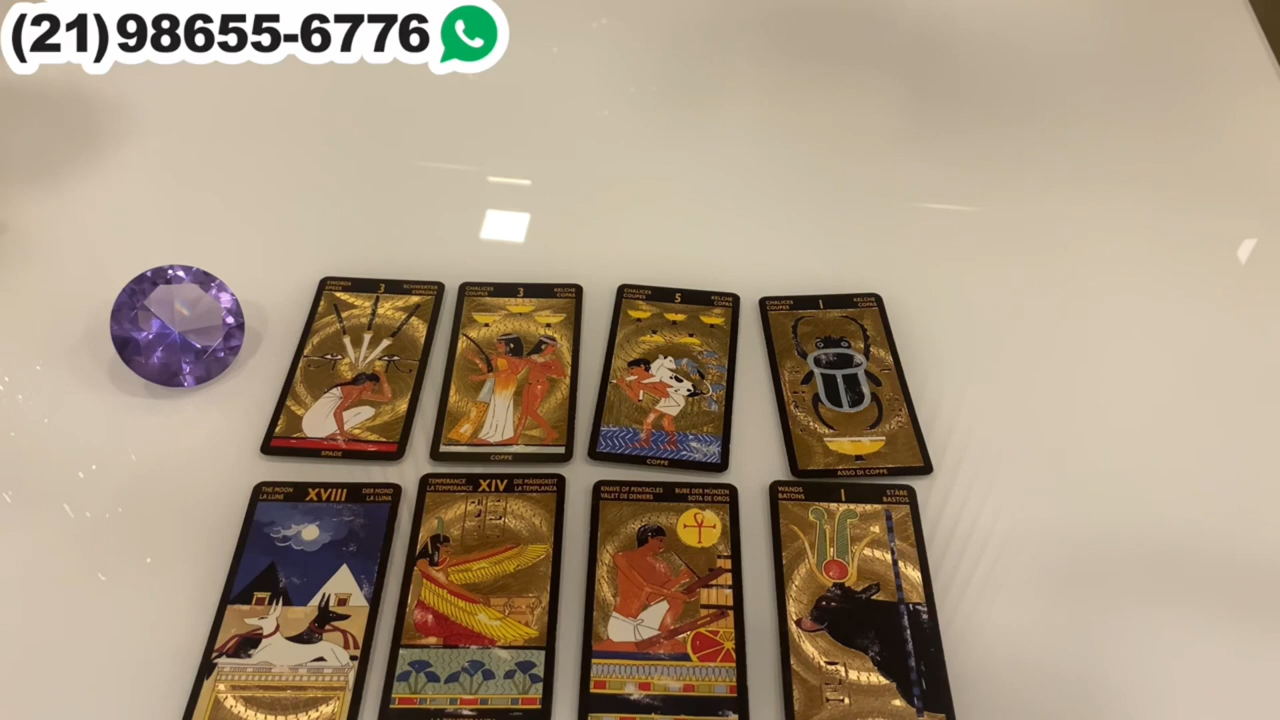 (21)98655-6776
SWORDS 3 SCHWERTER
EPEES ESPADAS
SPADE
CHALICES 3 KELCHE
COUPES COPAS
COPPE
CHALICES 5 KELCHE
COUPES COPAS
COPPE
CHALICES I KELCHE
COUPES COPAS
ASSO DI COPPE
THE MOON XVIII DER MOND
LA LUNE LA LUNA
TEMPERANCE XIV DIE MÄSSIGKEIT
LA TEMPERANCE LA TEMPLANZA
KNAVE OF PENTACLES BUBE DER MÜNZEN
VALET DE DENIERS SOTA DE OROS
WANDS I STÄBE
BATONS BASTOS